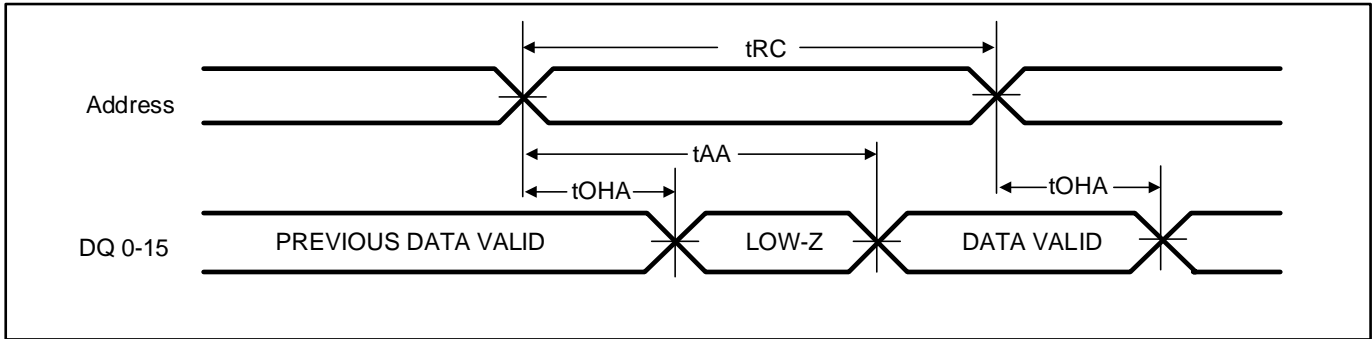 tRC
Address
tAA
tOHA
tOHA
DQ 0-15
PREVIOUS DATA VALID
LOW-Z
DATA VALID